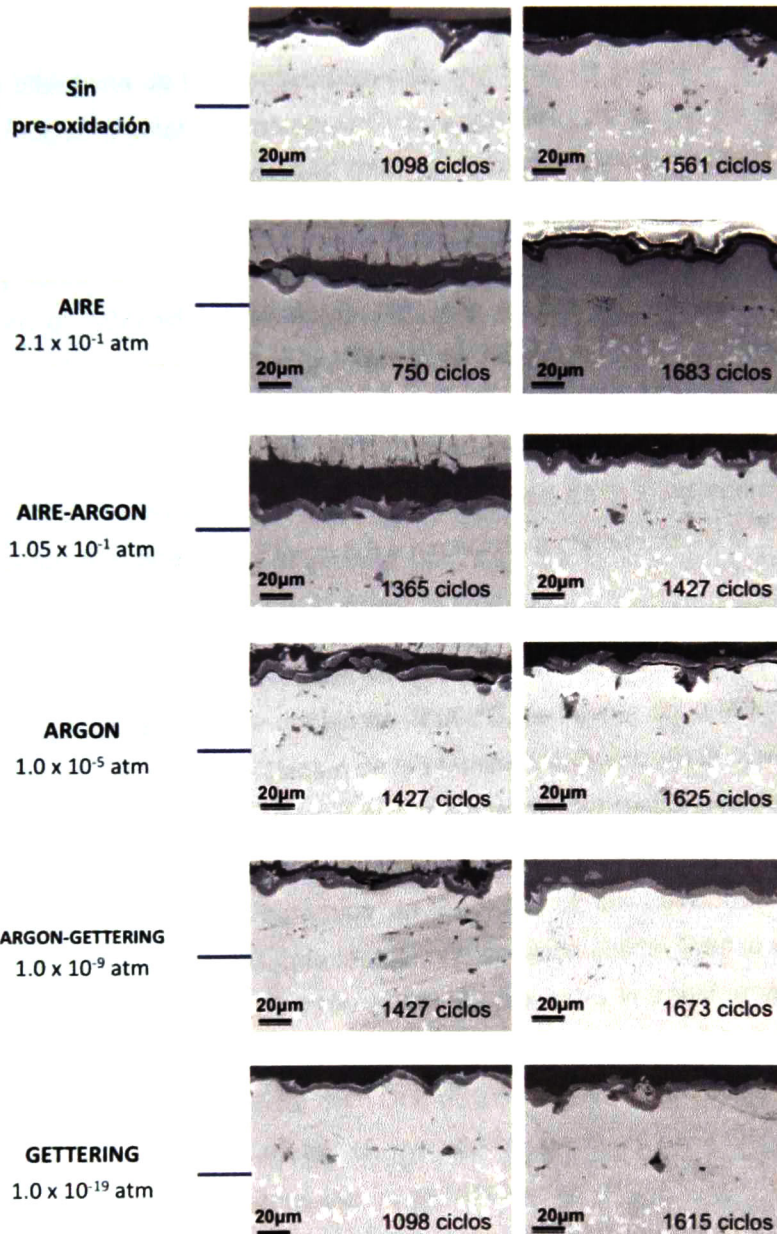 Sin
pre-oxidación
20µm
1098 ciclos
20µm
1561 ciclos
AIRE
2.1 x 10⁻¹ atm
20µm
750 ciclos
20µm
1683 ciclos
AIRE-ARGON
1.05 x 10⁻¹ atm
20µm
1365 ciclos
20µm
1427 ciclos
ARGON
1.0 x 10⁻⁵ atm
20µm
1427 ciclos
20µm
1625 ciclos
ARGON-GETTERING
1.0 x 10⁻⁹ atm
20µm
1427 ciclos
20µm
1673 ciclos
GETTERING
1.0 x 10⁻¹⁹ atm
20µm
1098 ciclos
20µm
1615 ciclos